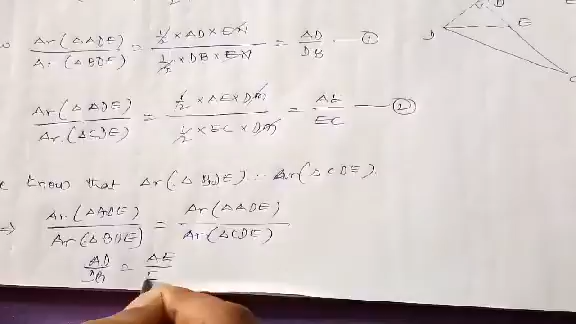 Ar(△ADE) / Ar(△BDE) = ½ × AD × EN / ½ × DB × EN = AD / DB — ①
D E
C
Ar(△ADE) / Ar(△CDE) = ½ × AE × DM / ½ × EC × DM = AE / EC — ②
know that Ar(△BDE) = Ar(△CDE)
⇒ Ar(△ADE) / Ar(△BDE) = Ar(△ADE) / Ar(△CDE)
AD / DB = AE / E